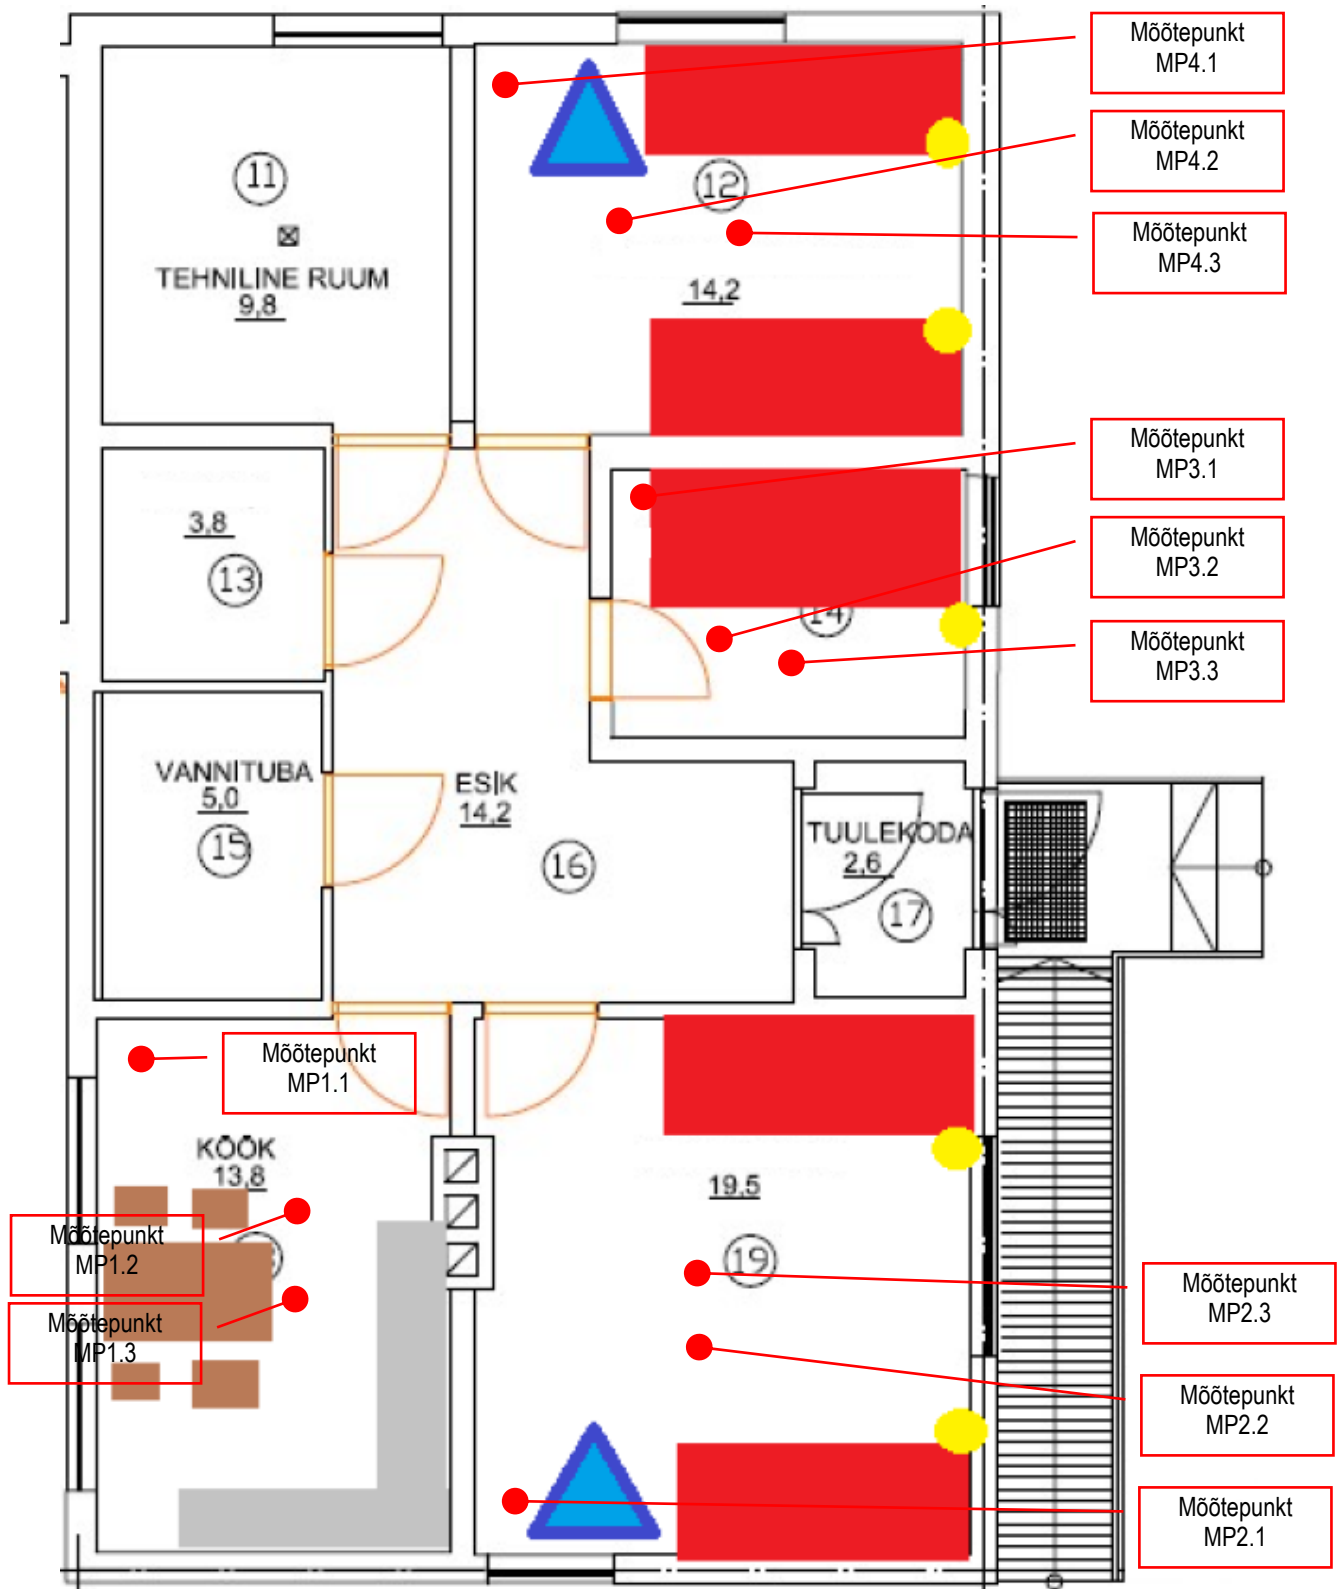 Mõõtepunkt
MP4.1
Mõõtepunkt
MP4.2
Mõõtepunkt
MP4.3
11
TEHNILINE RUUM
9,8
12
14,2
Mõõtepunkt
MP3.1
Mõõtepunkt
MP3.2
Mõõtepunkt
MP3.3
3,8
13
14
VANNITUBA
5,0
15
ESIK
14,2
16
TUULEKODA
2,6
17
Mõõtepunkt
MP1.1
KÖÖK
13,8
Mõõtepunkt
MP1.2
Mõõtepunkt
MP1.3
19,5
19
Mõõtepunkt
MP2.3
Mõõtepunkt
MP2.2
Mõõtepunkt
MP2.1